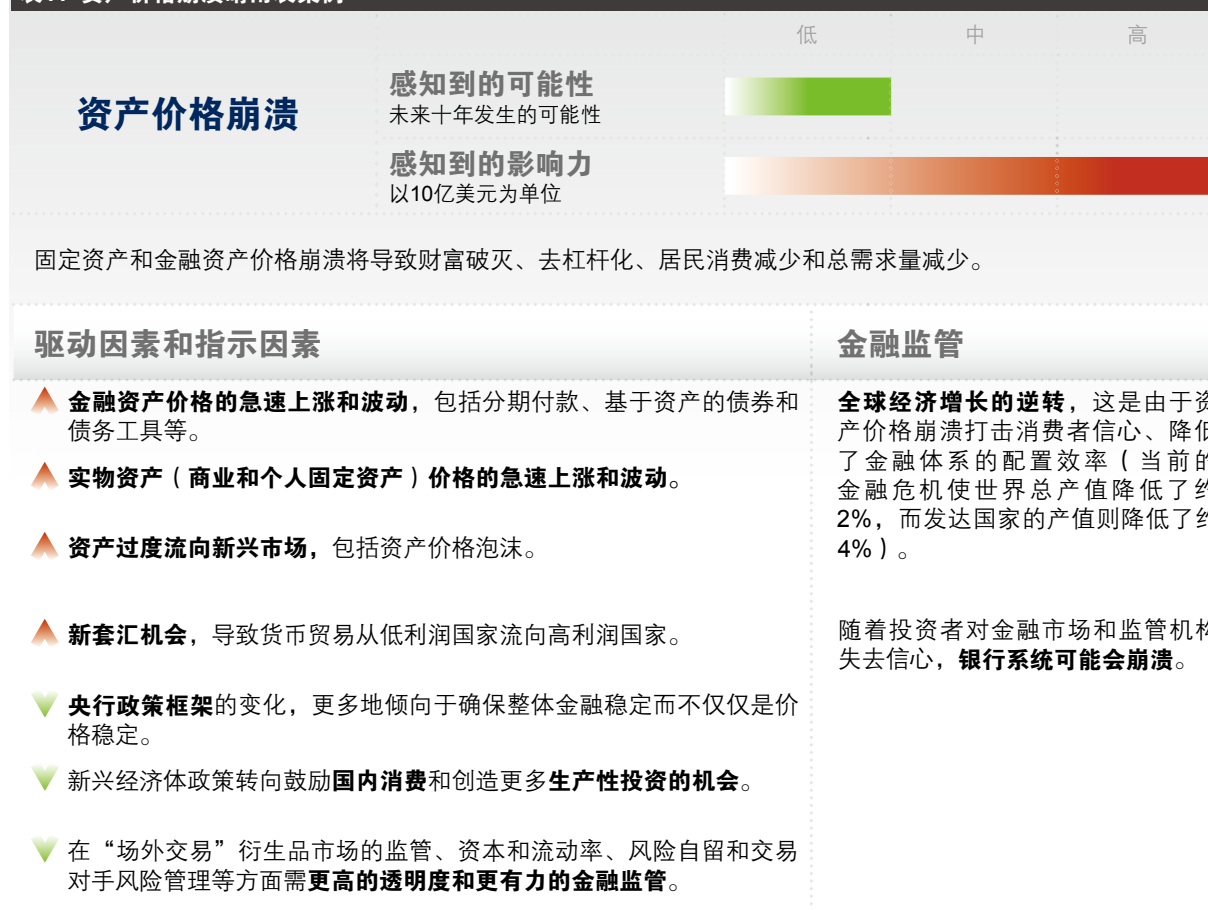 低 中 高
资产价格崩溃
感知到的可能性
未来十年发生的可能性
感知到的影响力
以10亿美元为单位
固定资产和金融资产价格崩溃将导致财富破灭、去杠杆化、居民消费减少和总需求量减少。
驱动因素和指示因素
金融资产价格的急速上涨和波动，包括分期付款、基于资产的债券和
债务工具等。
实物资产（商业和个人固定资产）价格的急速上涨和波动。
资产过度流向新兴市场，包括资产价格泡沫。
新套汇机会，导致货币贸易从低利润国家流向高利润国家。
央行政策框架的变化，更多地倾向于确保整体金融稳定而不仅仅是价
格稳定。
新兴经济体政策转向鼓励国内消费和创造更多生产性投资的机会。
在“场外交易”衍生品市场的监管、资本和流动率、风险自留和交易
对手风险管理等方面需更高的透明度和更有力的金融监管。
金融监管
全球经济增长的逆转，这是由于资
产价格崩溃打击消费者信心、降低
了金融体系的配置效率（当前的
金融危机使世界总产值降低了约
2%，而发达国家的产值则降低了约
4%）。
随着投资者对金融市场和监管机构
失去信心，银行系统可能会崩溃。